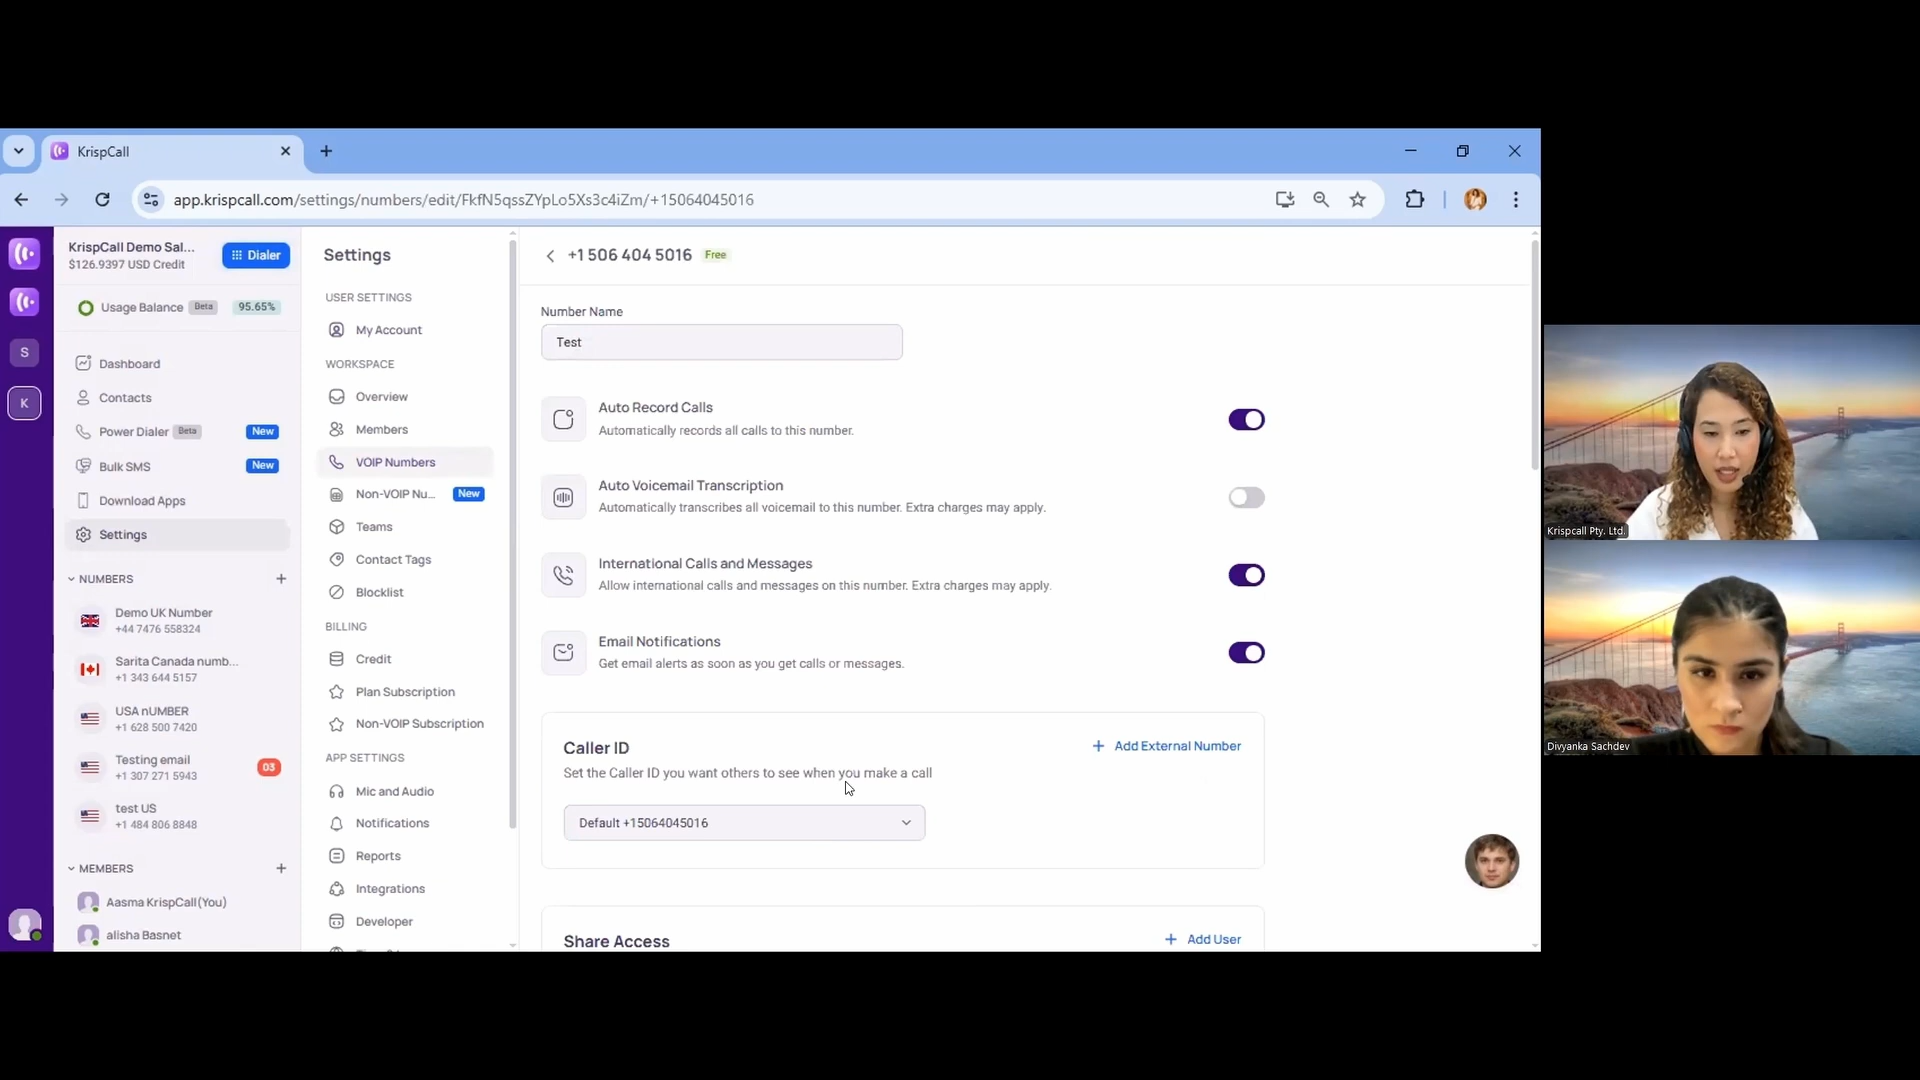 KrispCall
app.krispcall.com/settings/numbers/edit/FkfN5qssZYpLo5Xs3c4iZm/+15064045016
S
K
KrispCall Demo Sal...
$126.9397 USD Credit
Dialer
Usage Balance Beta 95.65%
Dashboard
Contacts
Power Dialer Beta New
Bulk SMS New
Download Apps
Settings
NUMBERS
Demo UK Number
+44 7476 558324
Sarita Canada numb...
+1 343 644 5157
USA nUMBER
+1 628 500 7420
Testing email
+1 307 271 5943
03
test US
+1 484 806 8848
MEMBERS
Aasma KrispCall(You)
alisha Basnet
Settings
USER SETTINGS
My Account
WORKSPACE
Overview
Members
VOIP Numbers
Non-VOIP Nu... New
Teams
Contact Tags
Blocklist
BILLING
Credit
Plan Subscription
Non-VOIP Subscription
APP SETTINGS
Mic and Audio
Notifications
Reports
Integrations
Developer
+1 506 404 5016 Free
Number Name
Test
Auto Record Calls
Automatically records all calls to this number.
Auto Voicemail Transcription
Automatically transcribes all voicemail to this number. Extra charges may apply.
International Calls and Messages
Allow international calls and messages on this number. Extra charges may apply.
Email Notifications
Get email alerts as soon as you get calls or messages.
Caller ID
Add External Number
Set the Caller ID you want others to see when you make a call
Default +15064045016
Share Access
Add User
Krispcall Pty. Ltd.
Divyanka Sachdev